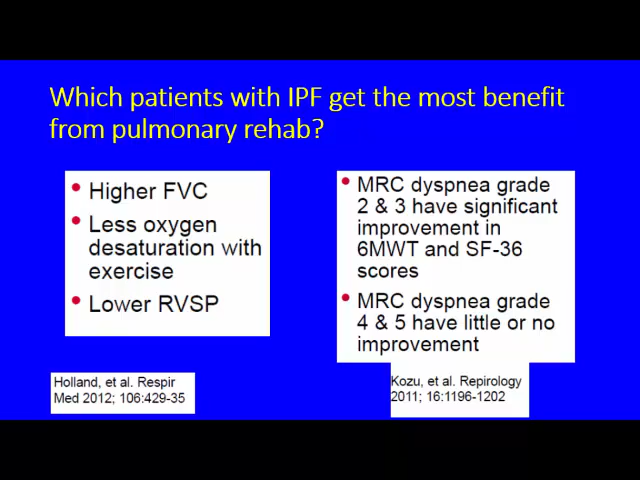 Which patients with IPF get the most benefit
from pulmonary rehab?
• Higher FVC
• Less oxygen
desaturation with
exercise
• Lower RVSP
Holland, et al. Respir
Med 2012; 106:429-35
• MRC dyspnea grade
2 & 3 have significant
improvement in
6MWT and SF-36
scores
• MRC dyspnea grade
4 & 5 have little or no
improvement
Kozu, et al. Repirology
2011; 16:1196-1202